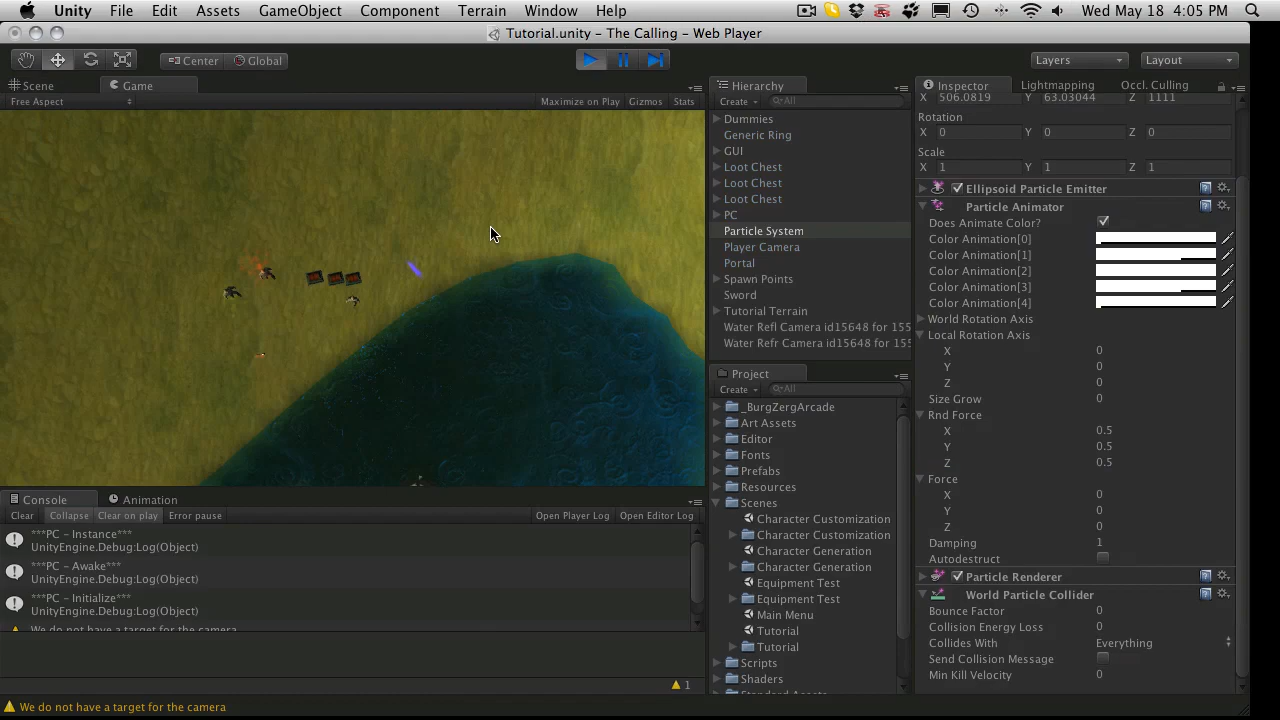 Unity File Edit Assets GameObject Component Terrain Window Help Wed May 18 4:05 PM
Tutorial.unity – The Calling – Web Player
Center Global Layers Layout
Scene Game
Free Aspect Maximize on Play Gizmos Stats
Hierarchy
Create All
Dummies
Generic Ring
GUI
Loot Chest
Loot Chest
Loot Chest
PC
Particle System
Player Camera
Portal
Spawn Points
Sword
Tutorial Terrain
Water Refl Camera id15648 for 155
Water Refr Camera id15648 for 155
Project
Create All
_BurgZergArcade
Art Assets
Editor
Fonts
Prefabs
Resources
Scenes
Character Customization
Character Customization
Character Generation
Character Generation
Equipment Test
Equipment Test
Main Menu
Tutorial
Tutorial
Scripts
Shaders
Standard Assets
Inspector Lightmapping Occl. Culling
X 506.0819 Y 63.03044 Z 1111
Rotation
X 0 Y 0 Z 0
Scale
X 1 Y 1 Z 1
Ellipsoid Particle Emitter
Particle Animator
Does Animate Color?
Color Animation[0]
Color Animation[1]
Color Animation[2]
Color Animation[3]
Color Animation[4]
World Rotation Axis
Local Rotation Axis
X 0
Y 0
Z 0
Size Grow 0
Rnd Force
X 0.5
Y 0.5
Z 0.5
Force
X 0
Y 0
Z 0
Damping 1
Autodestruct
Particle Renderer
World Particle Collider
Bounce Factor 0
Collision Energy Loss 0
Collides With Everything
Send Collision Message
Min Kill Velocity 0
Console Animation
Clear Collapse Clear on play Error pause Open Player Log Open Editor Log
***PC – Instance***
UnityEngine.Debug:Log(Object)
***PC – Awake***
UnityEngine.Debug:Log(Object)
***PC – Initialize***
UnityEngine.Debug:Log(Object)
We do not have a target for the camera
1
We do not have a target for the camera